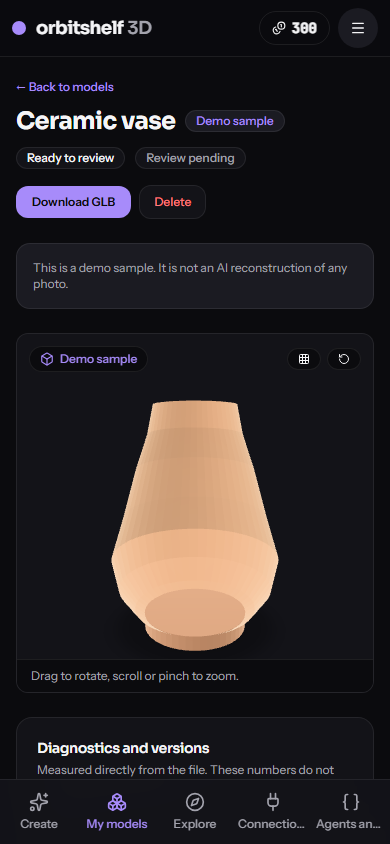 orbitshelf 3D
300
← Back to models
Ceramic vase
Demo sample
Ready to review
Review pending
Download GLB
Delete
This is a demo sample. It is not an AI reconstruction of any
photo.
Demo sample
Drag to rotate, scroll or pinch to zoom.
Diagnostics and versions
Measured directly from the file. These numbers do not
Create
My models
Explore
Connectio...
Agents an...